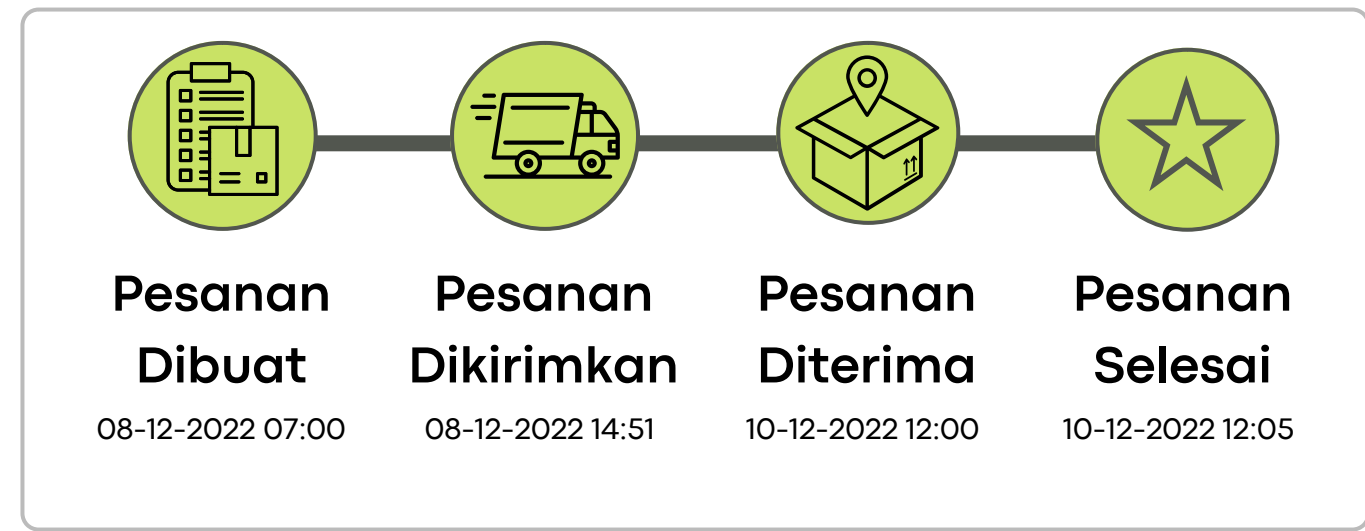 Pesanan
Dibuat
08-12-2022 07:00
Pesanan
Dikirimkan
08-12-2022 14:51
Pesanan
Diterima
10-12-2022 12:00
Pesanan
Selesai
10-12-2022 12:05